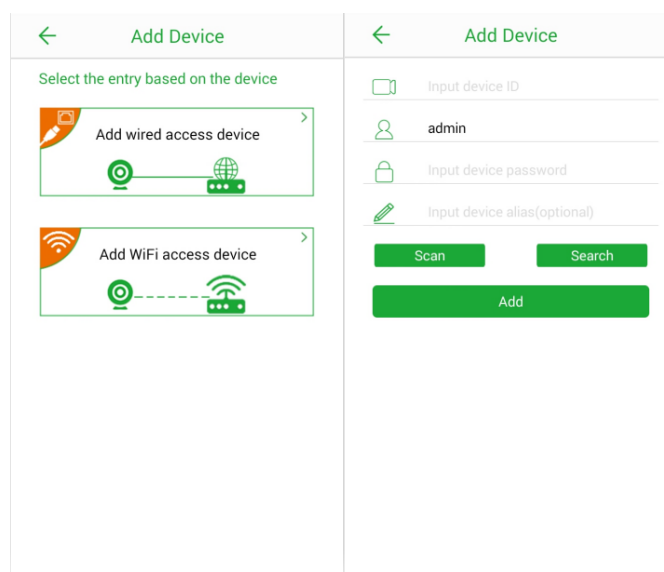 Add Device
Select the entry based on the device
Add wired access device
Add WiFi access device
Add Device
Input device ID
admin
Input device password
Input device alias(optional)
Scan
Search
Add